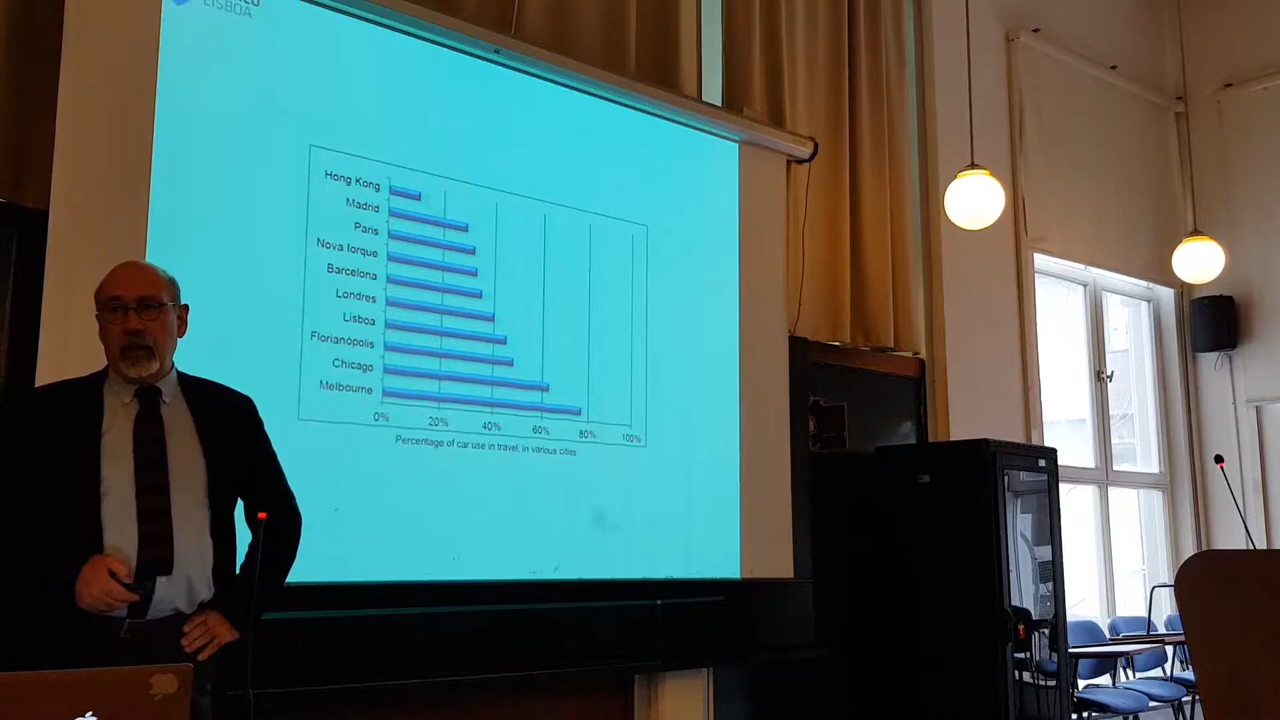 LISBOA
Hong Kong
Madrid
Paris
Nova Iorque
Barcelona
Londres
Lisboa
Florianópolis
Chicago
Melbourne
0% 20% 40% 60% 80% 100%
Percentage of car use in travel, in various cities